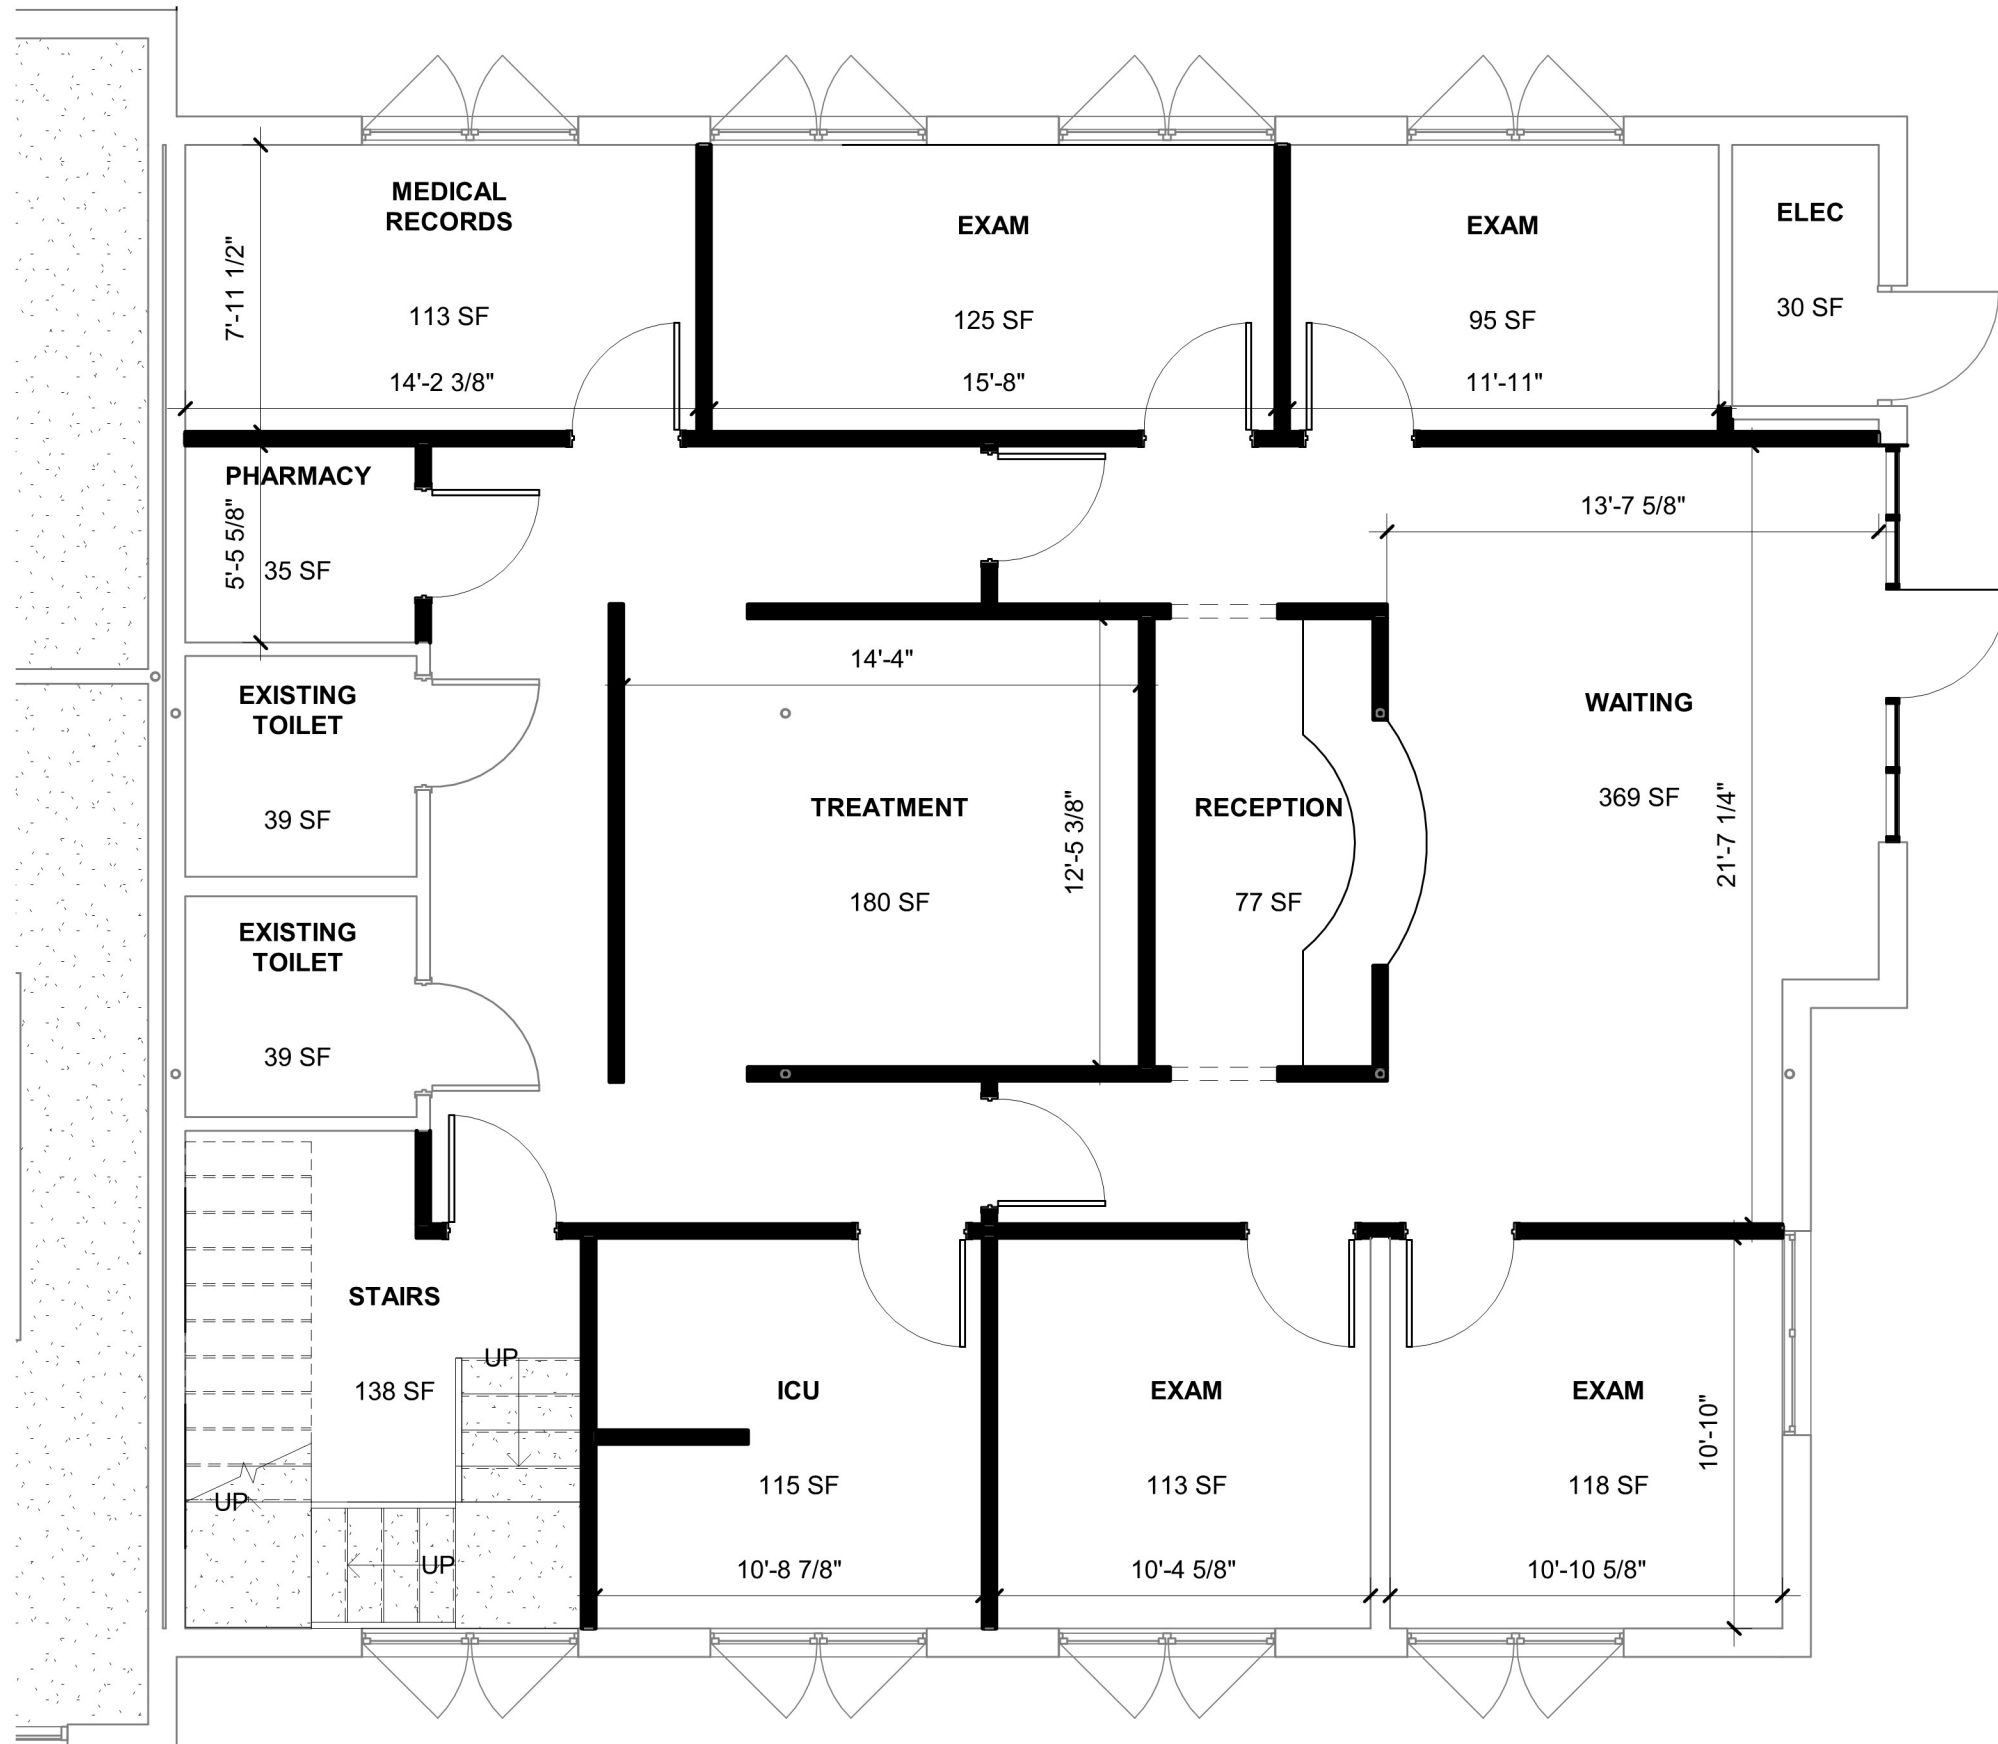 MEDICAL
RECORDS
113 SF
14'-2 3/8"
7'-11 1/2"
EXAM
125 SF
15'-8"
EXAM
95 SF
11'-11"
ELEC
30 SF
PHARMACY
35 SF
5'-5 5/8"
13'-7 5/8"
EXISTING
TOILET
39 SF
14'-4"
TREATMENT
180 SF
12'-5 3/8"
RECEPTION
77 SF
WAITING
369 SF
21'-7 1/4"
EXISTING
TOILET
39 SF
STAIRS
138 SF
UP
UP
UP
ICU
115 SF
10'-8 7/8"
EXAM
113 SF
10'-4 5/8"
EXAM
118 SF
10'-10 5/8"
10'-10"